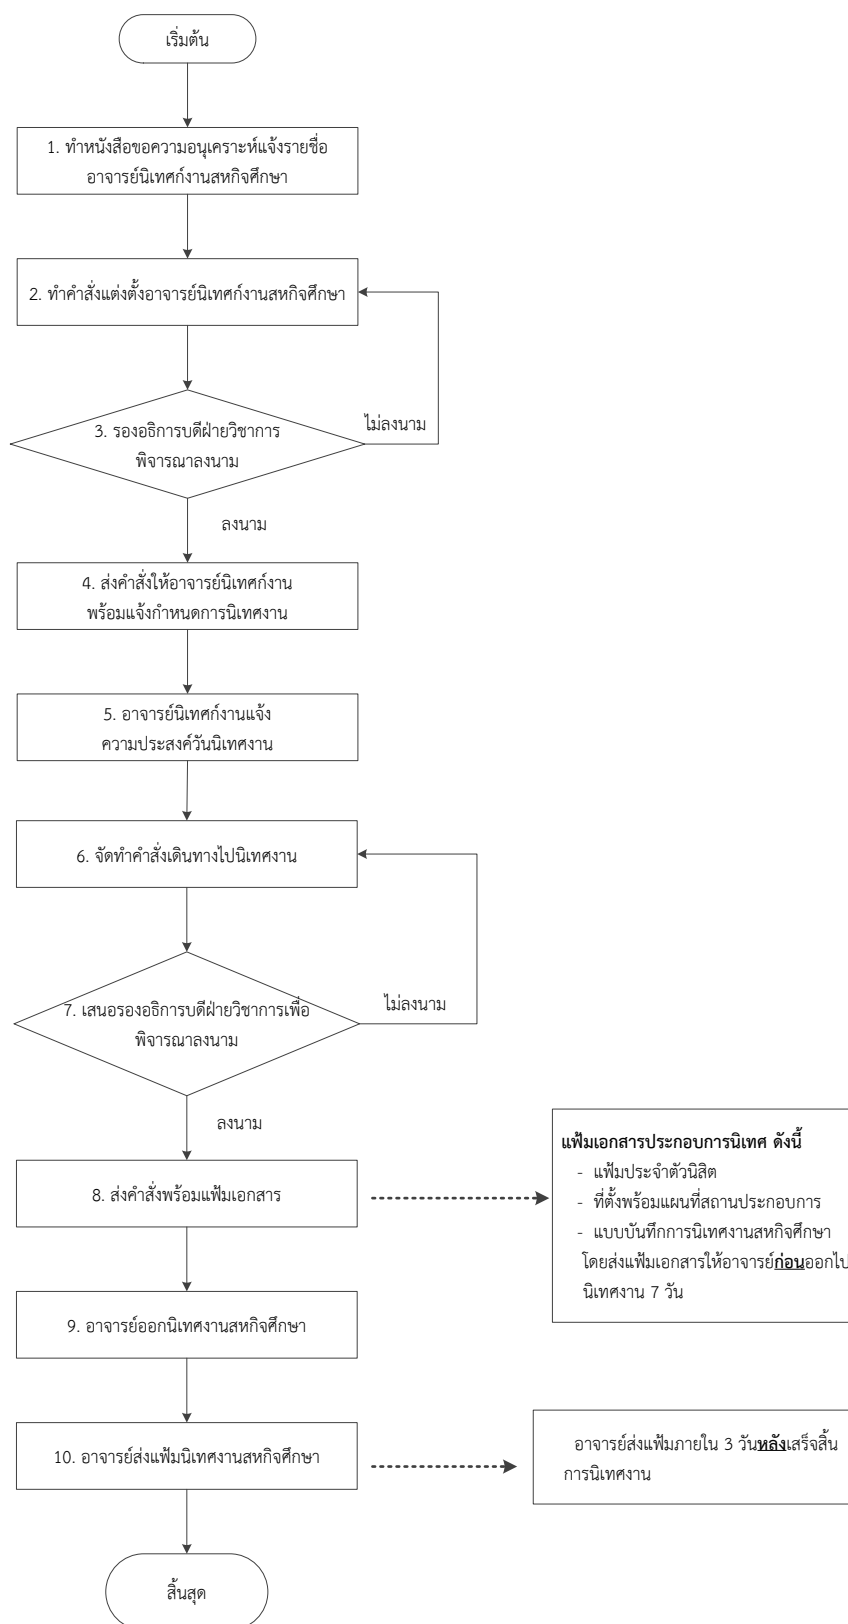 เริ่มต้น
1. ทำหนังสือขอความอนุเคราะห์แจ้งรายชื่อ
อาจารย์นิเทศก์งานสหกิจศึกษา
2. ทำคำสั่งแต่งตั้งอาจารย์นิเทศก์งานสหกิจศึกษา
3. รองอธิการบดีฝ่ายวิชาการ
พิจารณาลงนาม
ไม่ลงนาม
ลงนาม
4. ส่งคำสั่งให้อาจารย์นิเทศก์งาน
พร้อมแจ้งกำหนดการนิเทศงาน
5. อาจารย์นิเทศก์งานแจ้ง
ความประสงค์วันนิเทศงาน
6. จัดทำคำสั่งเดินทางไปนิเทศงาน
7. เสนอรองอธิการบดีฝ่ายวิชาการเพื่อ
พิจารณาลงนาม
ไม่ลงนาม
ลงนาม
8. ส่งคำสั่งพร้อมแฟ้มเอกสาร
แฟ้มเอกสารประกอบการนิเทศ ดังนี้
- แฟ้มประจำตัวนิสิต
- ที่ตั้งพร้อมแผนที่สถานประกอบการ
- แบบบันทึกการนิเทศงานสหกิจศึกษา
โดยส่งแฟ้มเอกสารให้อาจารย์ก่อนออกไป
นิเทศงาน 7 วัน
9. อาจารย์ออกนิเทศงานสหกิจศึกษา
10. อาจารย์ส่งแฟ้มนิเทศงานสหกิจศึกษา
อาจารย์ส่งแฟ้มภายใน 3 วันหลังเสร็จสิ้น
การนิเทศงาน
สิ้นสุด